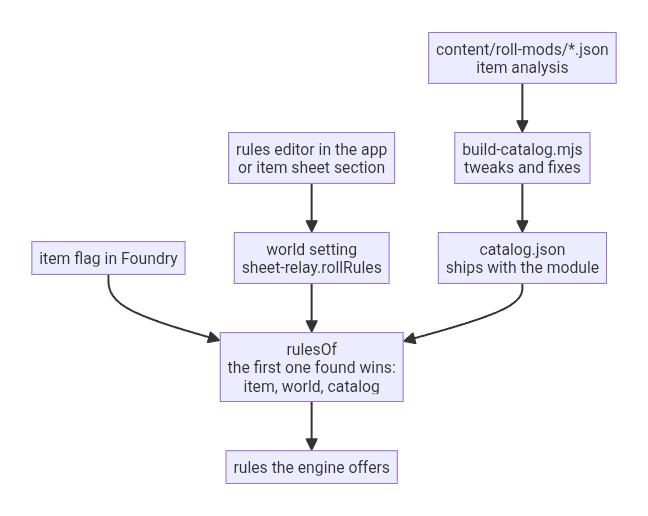 content/roll-mods/*.json
item analysis
rules editor in the app
or item sheet section
build-catalog.mjs
tweaks and fixes
item flag in Foundry
world setting
sheet-relay.rollRules
catalog.json
ships with the module
rulesOf
the first one found wins:
item, world, catalog
rules the engine offers